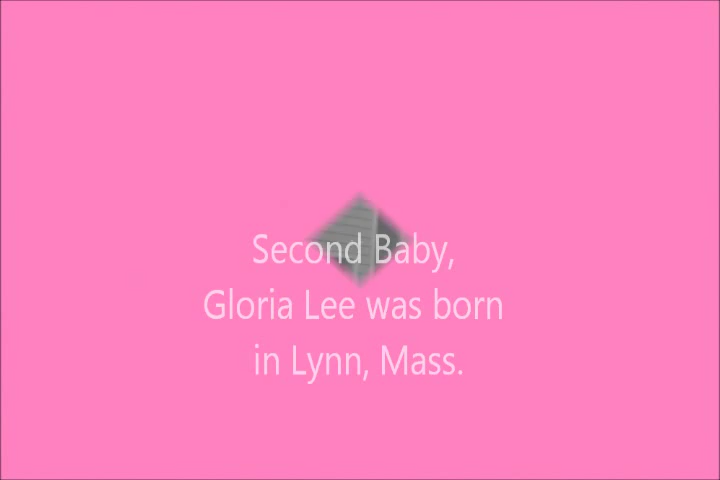 Second Baby,
Gloria Lee was born
in Lynn, Mass.